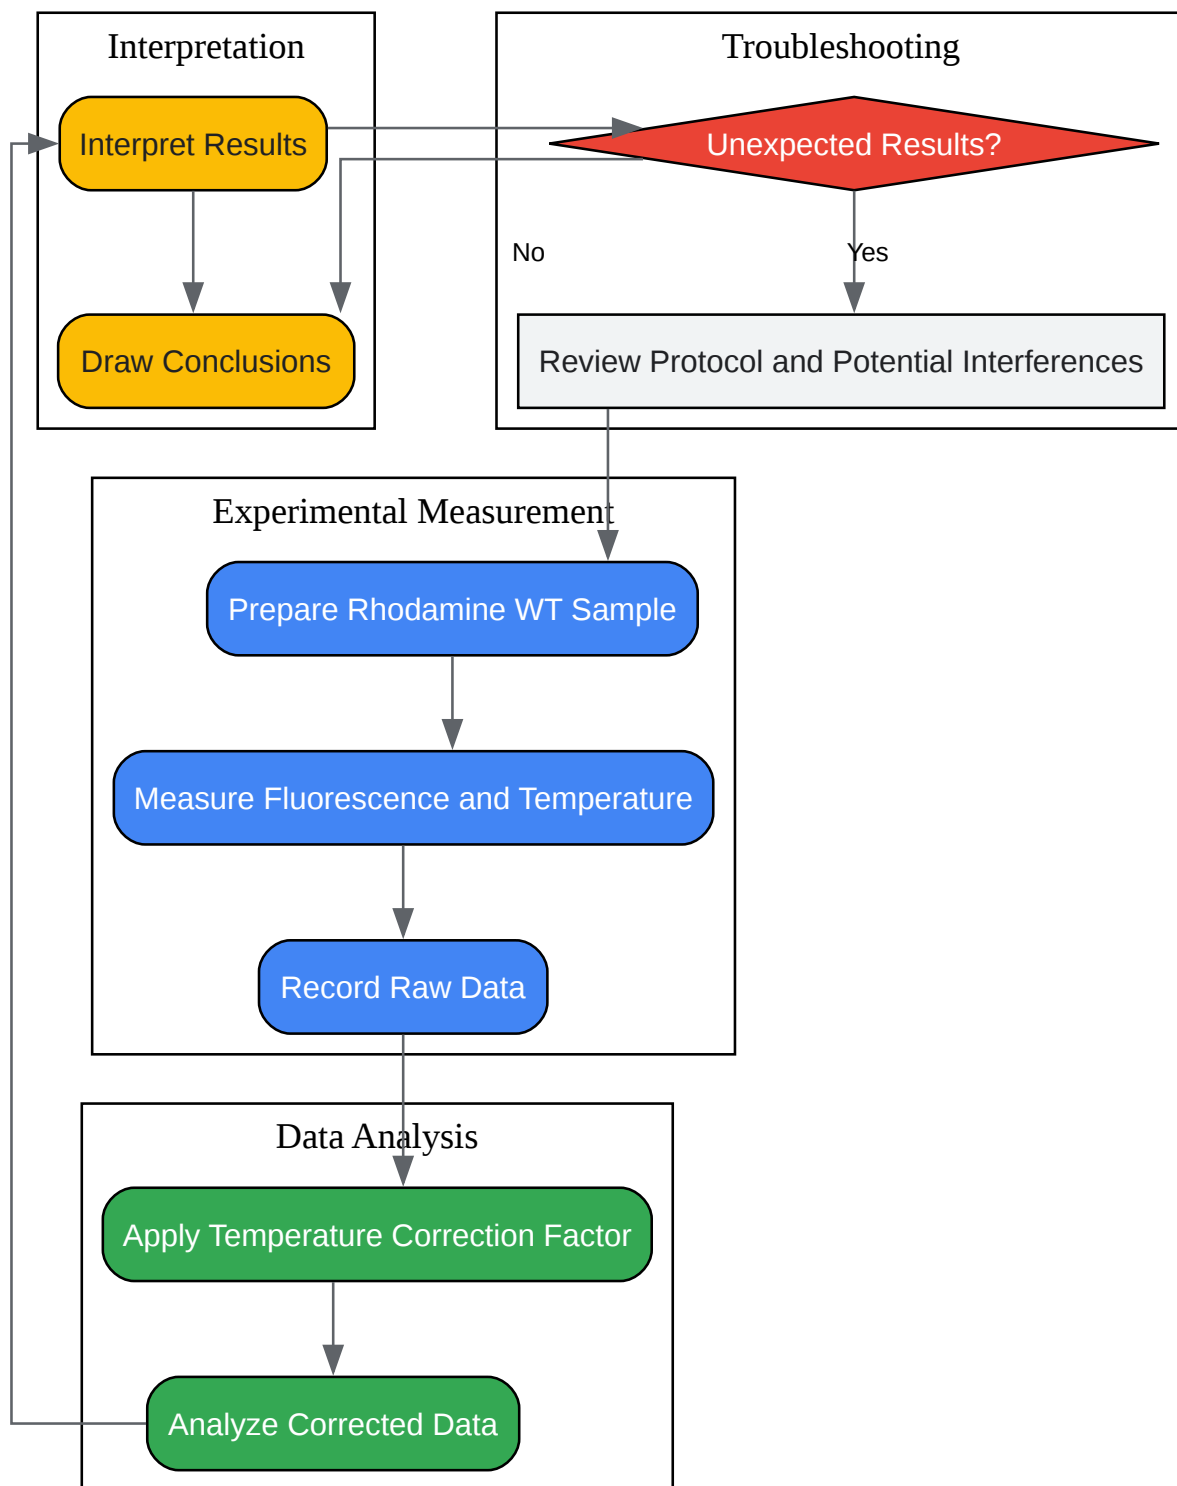 Interpretation
Troubleshooting
Interpret Results
Unexpected Results?
No
Yes
Draw Conclusions
Review Protocol and Potential Interferences
Experimental Measurement
Prepare Rhodamine WT Sample
Measure Fluorescence and Temperature
Record Raw Data
Data Analysis
Apply Temperature Correction Factor
Analyze Corrected Data